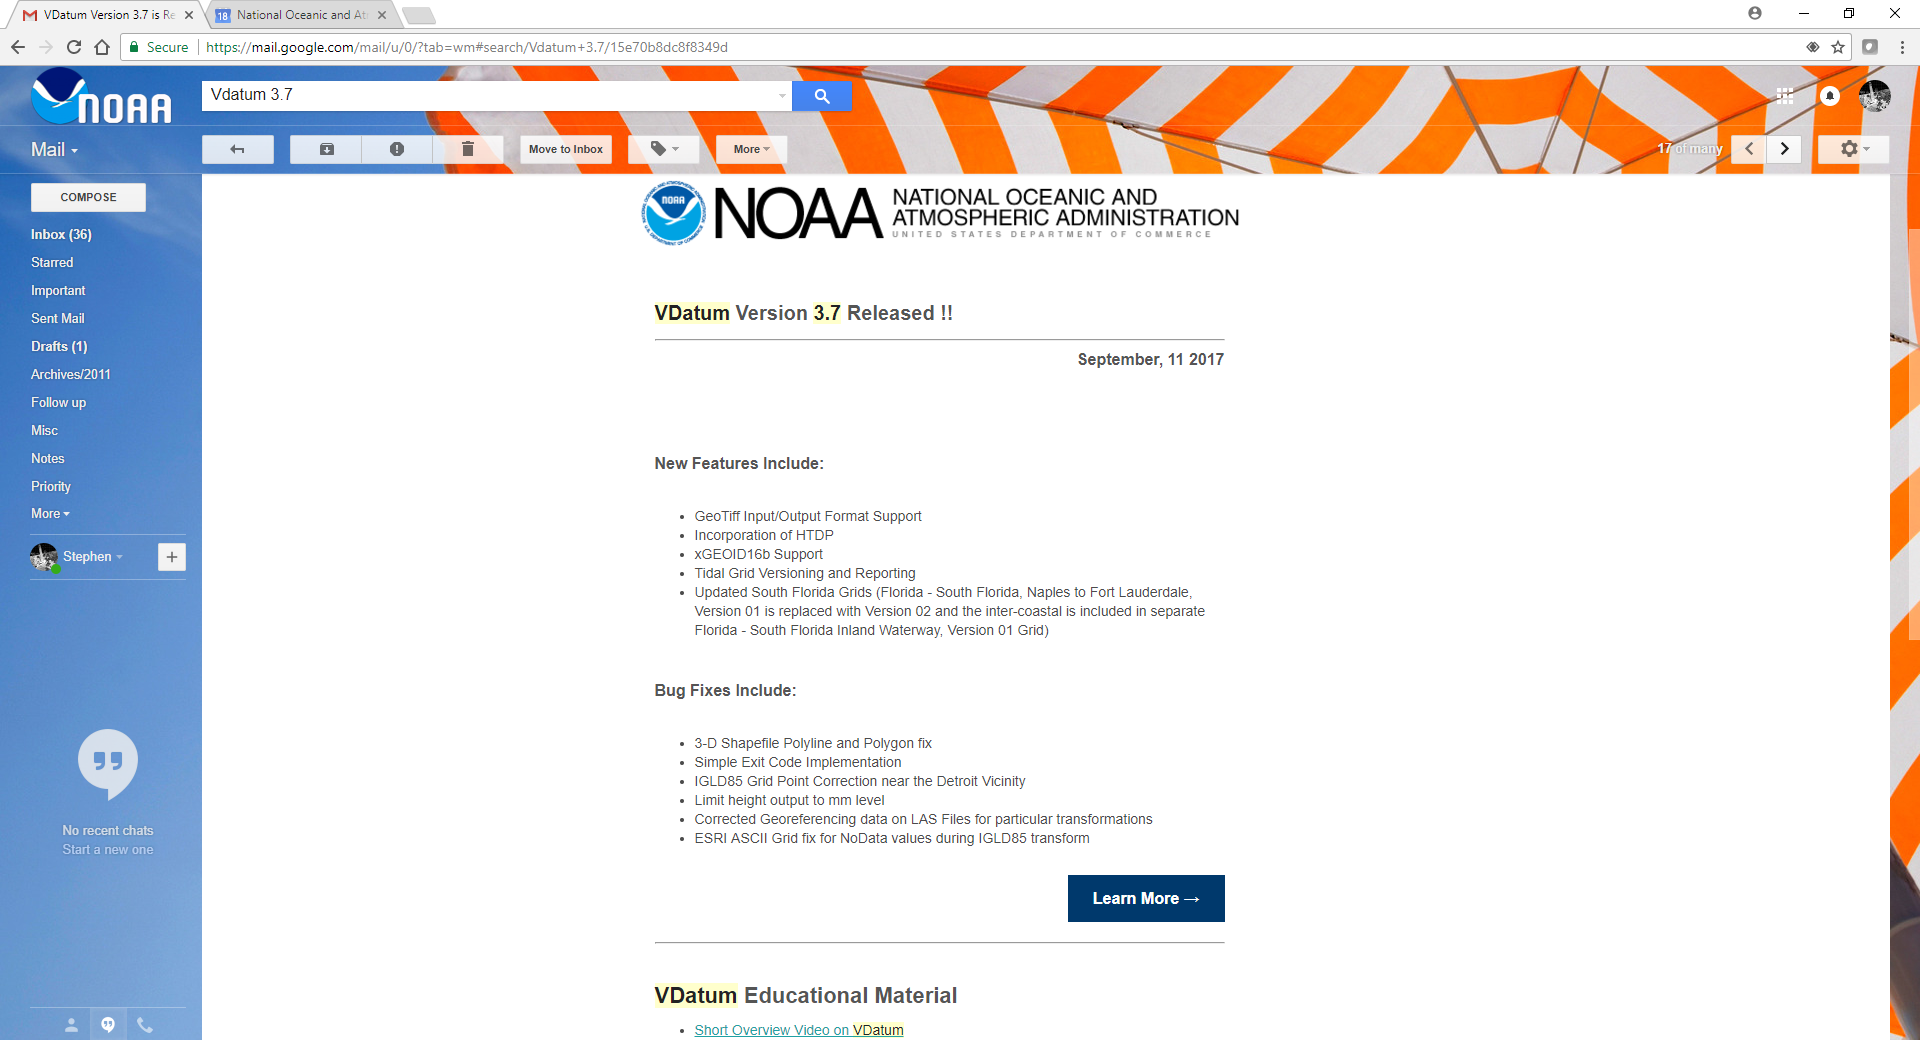 VDatum Version 3.7 is Re
National Oceanic and At
Secure
https://mail.google.com/mail/u/0/?tab=wm#search/Vdatum+3.7/15e70b8dc8f8349d
NOAA
Vdatum 3.7
Mail
Move to Inbox
More
17 of many
COMPOSE
Inbox (36)
Starred
Important
Sent Mail
Drafts (1)
Archives/2011
Follow up
Misc
Notes
Priority
More
Stephen
No recent chats
Start a new one
NOAA
NOAA
NATIONAL OCEANIC AND
ATMOSPHERIC ADMINISTRATION
UNITED STATES DEPARTMENT OF COMMERCE
VDatum Version 3.7 Released !!
September, 11 2017
New Features Include:
• GeoTiff Input/Output Format Support
• Incorporation of HTDP
• xGEOID16b Support
• Tidal Grid Versioning and Reporting
• Updated South Florida Grids (Florida - South Florida, Naples to Fort Lauderdale,
Version 01 is replaced with Version 02 and the inter-coastal is included in separate
Florida - South Florida Inland Waterway, Version 01 Grid)
Bug Fixes Include:
• 3-D Shapefile Polyline and Polygon fix
• Simple Exit Code Implementation
• IGLD85 Grid Point Correction near the Detroit Vicinity
• Limit height output to mm level
• Corrected Georeferencing data on LAS Files for particular transformations
• ESRI ASCII Grid fix for NoData values during IGLD85 transform
Learn More →
VDatum Educational Material
• Short Overview Video on VDatum